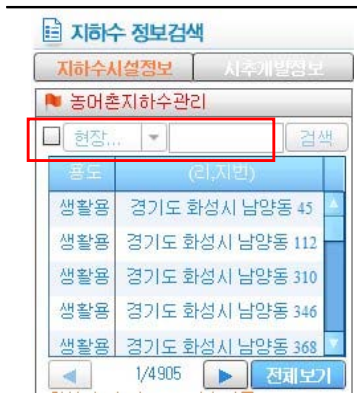 지하수 정보검색
지하수시설정보 시추개발정보
농어촌지하수관리
현장... 검색
용도 (리,지번)
생활용 경기도 화성시 남양동 45
생활용 경기도 화성시 남양동 112
생활용 경기도 화성시 남양동 310
생활용 경기도 화성시 남양동 346
생활용 경기도 화성시 남양동 368
1/4905 전체보기